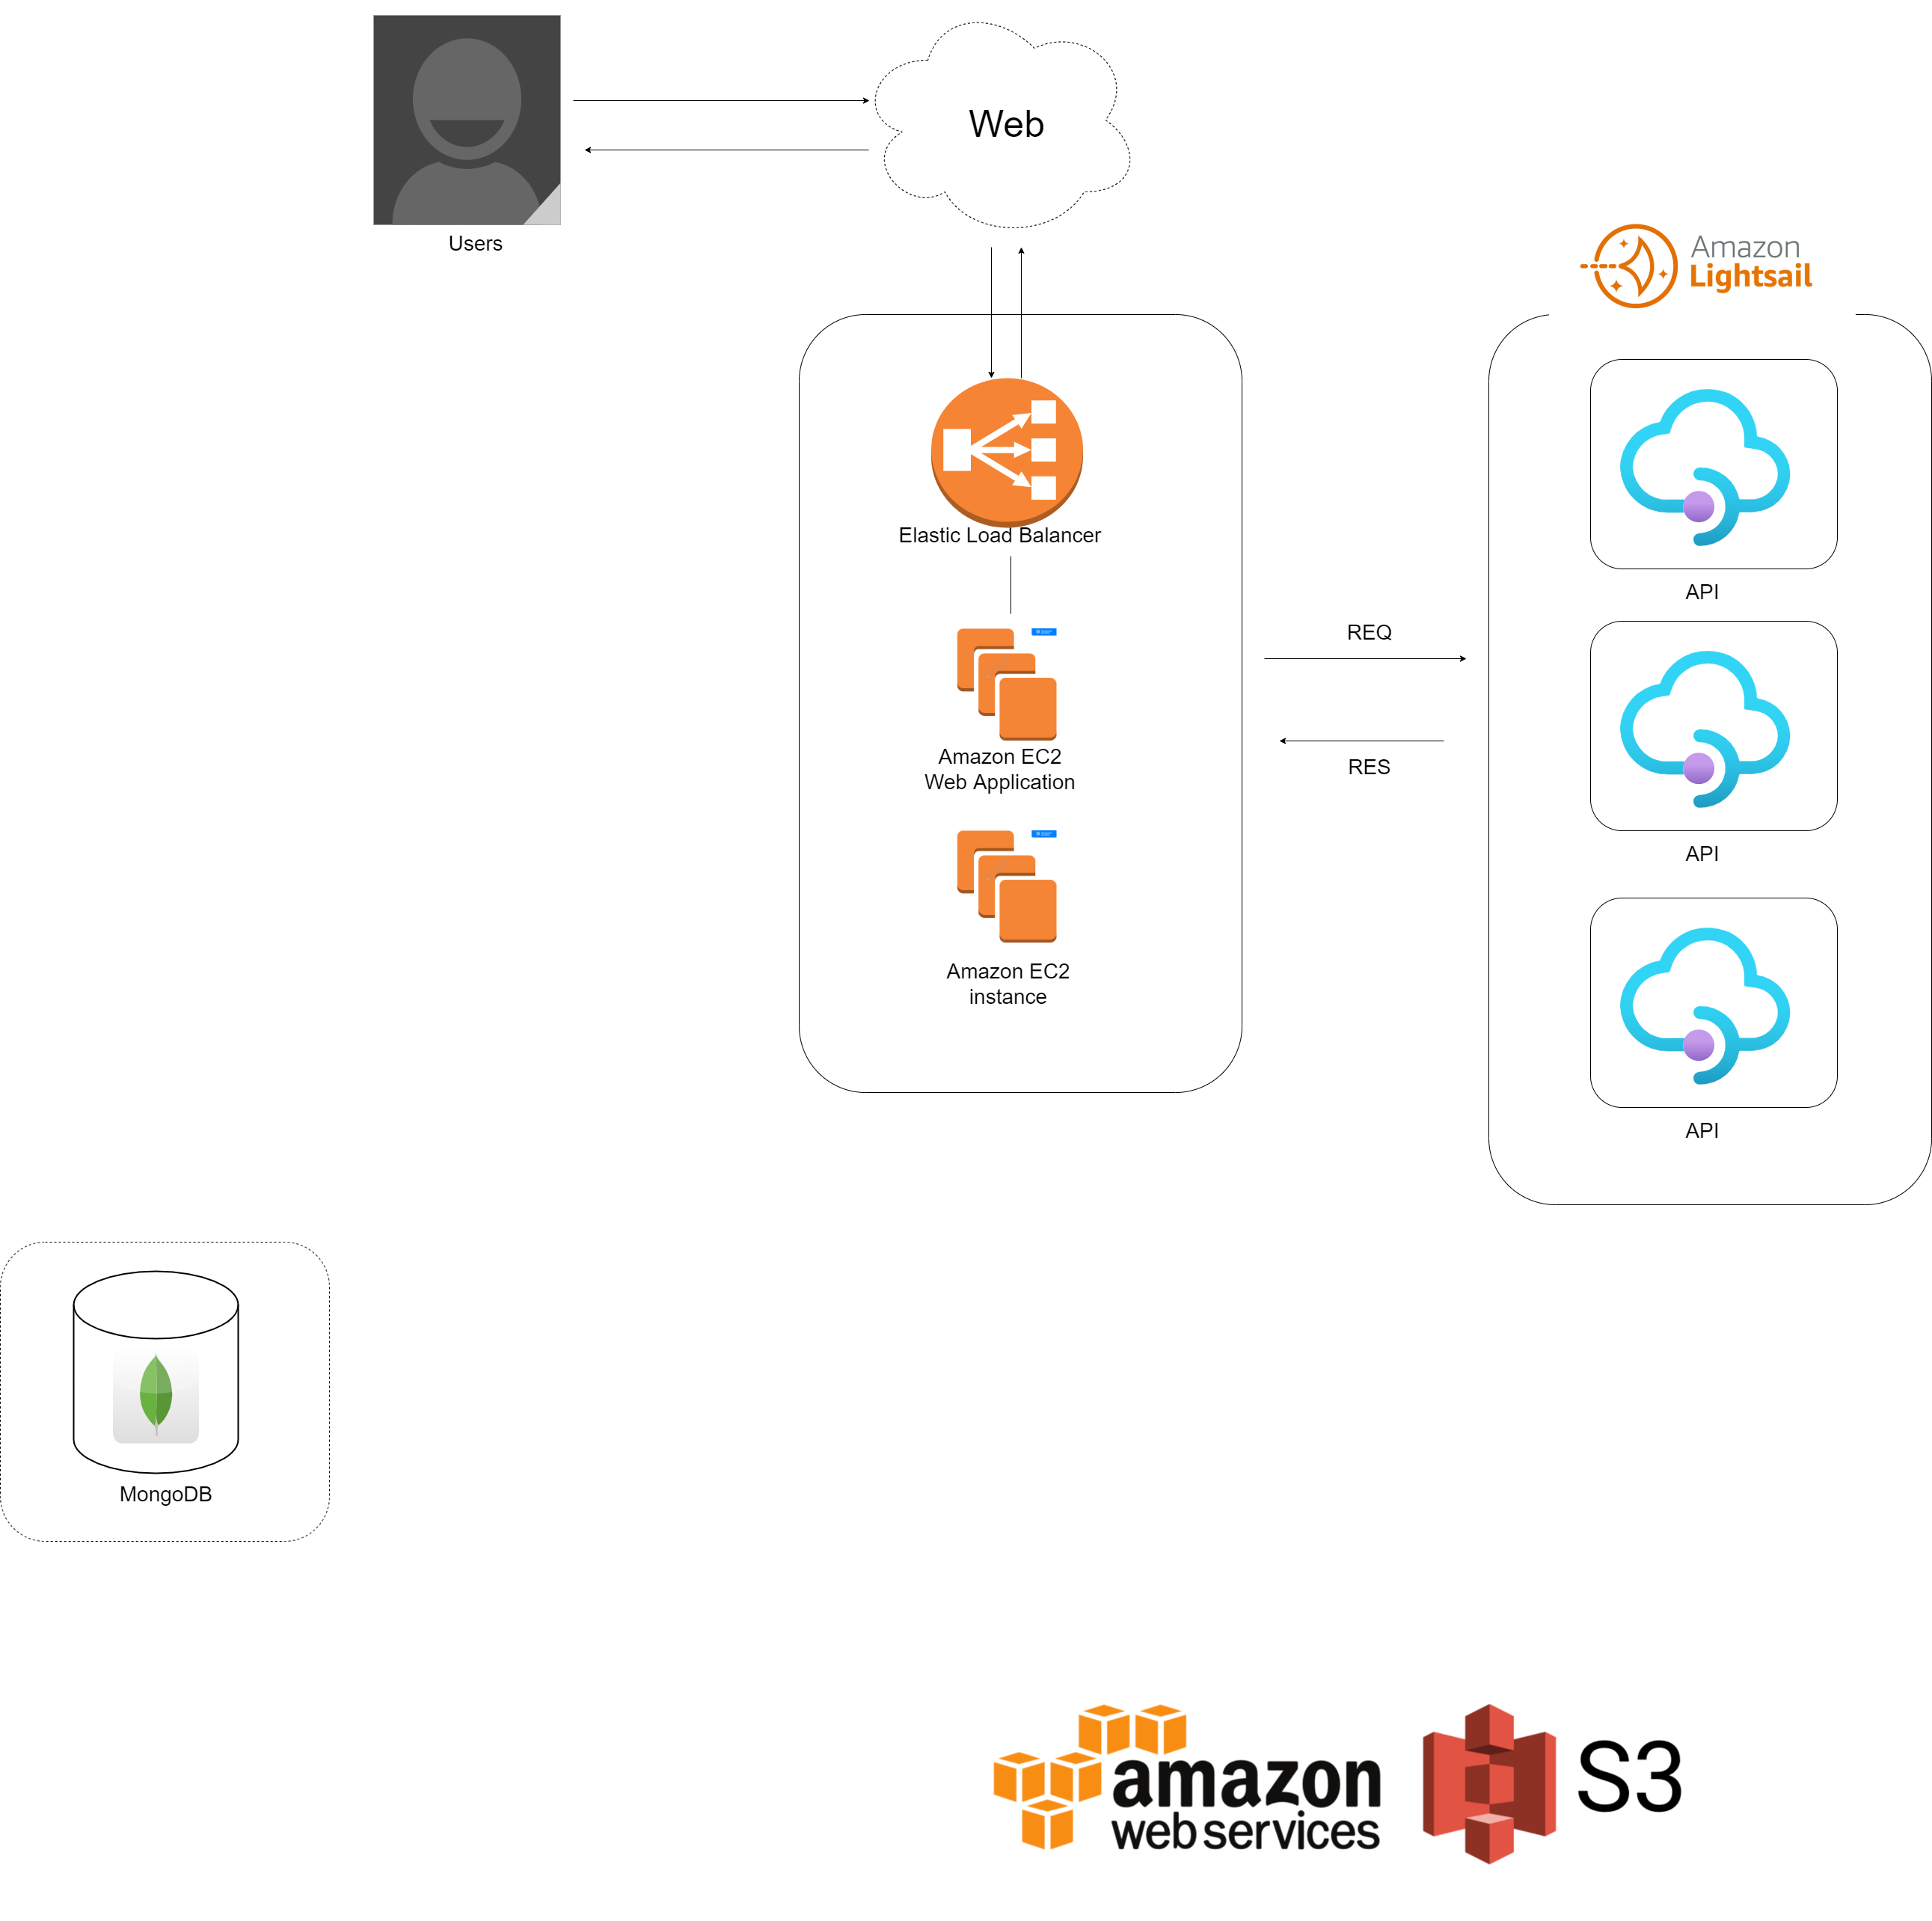 Web
Users
Amazon
Lightsail
Elastic Load Balancer
API
REQ
Amazon EC2
Web Application
RES
API
Amazon EC2
instance
API
MongoDB
amazon
web services
S3